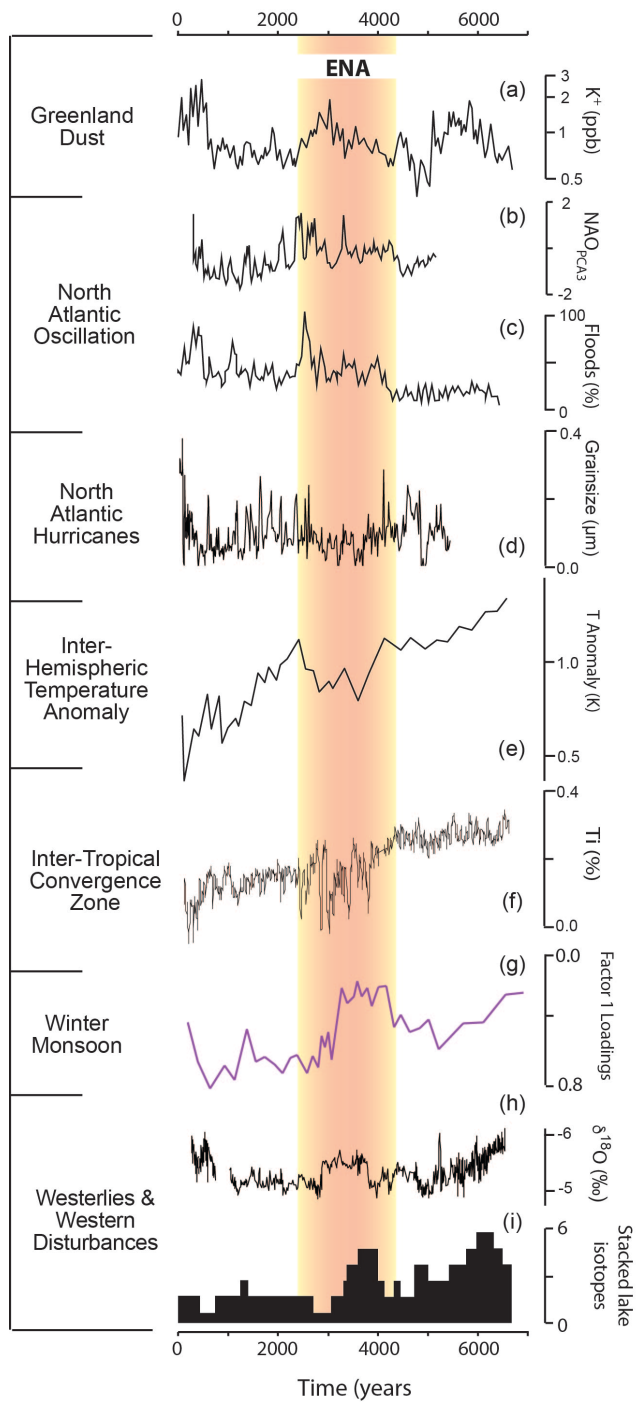 0 2000 4000 6000
ENA
Greenland
Dust
(a)
3
2
1
0.5
K⁺ (ppb)
North
Atlantic
Oscillation
(b)
2
-2
NAO_PCA3
(c)
100
0
Floods (%)
North
Atlantic
Hurricanes
(d)
0.4
0.0
Grainsize (μm)
Inter-
Hemispheric
Temperature
Anomaly
(e)
1.0
0.5
T Anomaly (K)
Inter-Tropical
Convergence
Zone
(f)
0.4
0.0
Ti (%)
Winter
Monsoon
(g)
0.0
0.8
Factor 1 Loadings
Westerlies &
Western
Disturbances
(h)
-6
-5
δ¹⁸O (‰)
(i)
6
0
Stacked lake
isotopes
0 2000 4000 6000
Time (years